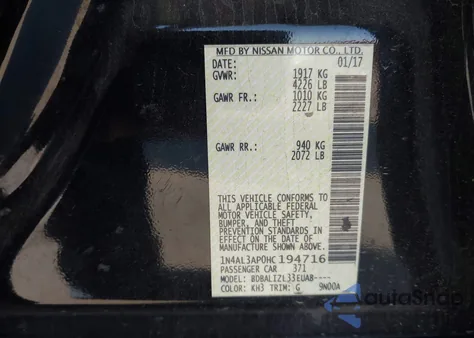 MFD BY NISSAN MOTOR CO., LTD.
DATE: 01/17
GVWR: 1917 KG
4226 LB
GAWR FR.: 1010 KG
2227 LB
GAWR RR.: 940 KG
2072 LB
THIS VEHICLE CONFORMS TO
ALL APPLICABLE FEDERAL
MOTOR VEHICLE SAFETY,
BUMPER, AND THEFT
PREVENTION STANDARDS IN
EFFECT ON THE DATE OF
MANUFACTURE SHOWN ABOVE.
1N4AL3AP0HC194716
PASSENGER CAR 371
MODEL: BDBALIZL33EUA8----
COLOR: KH3 TRIM: G 9N00A
AutoSnap